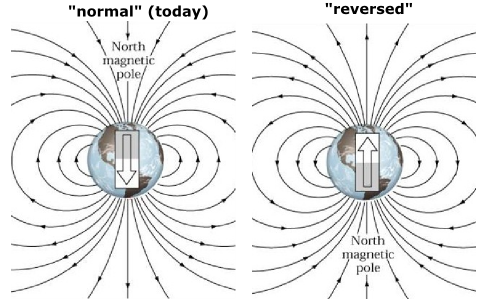 "normal" (today)
North
magnetic
pole
"reversed"
North
magnetic
pole